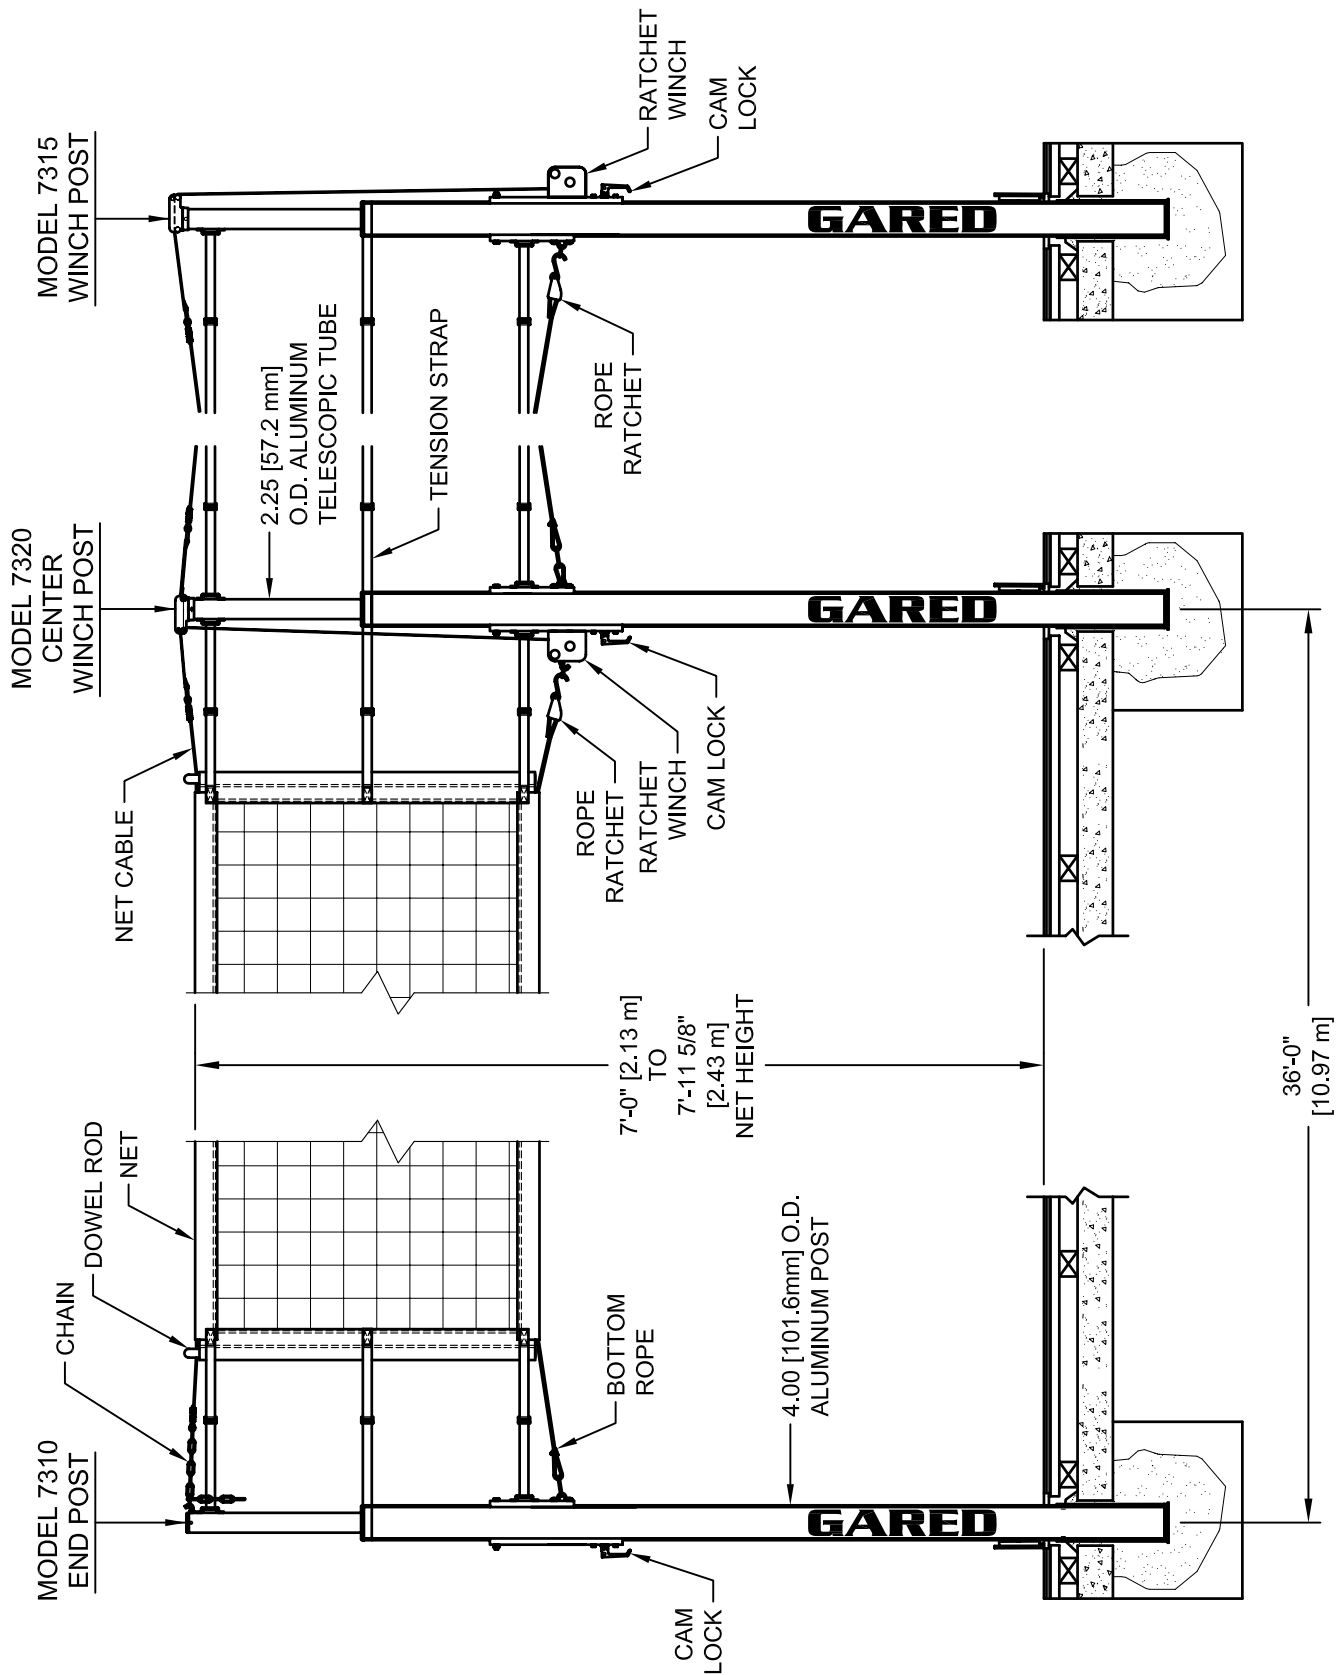 MODEL 7310
END POST
CHAIN
DOWEL ROD
NET
NET CABLE
MODEL 7320
CENTER
WINCH POST
MODEL 7315
WINCH POST
2.25 [57.2 mm]
O.D. ALUMINUM
TELESCOPIC TUBE
TENSION STRAP
RATCHET
WINCH
CAM
LOCK
ROPE
RATCHET
ROPE
RATCHET
RATCHET
WINCH
CAM LOCK
7'-0" [2.13 m]
TO
7'-11 5/8"
[2.43 m]
NET HEIGHT
BOTTOM
ROPE
CAM
LOCK
4.00 [101.6mm] O.D.
ALUMINUM POST
GARED
GARED
GARED
36'-0"
[10.97 m]